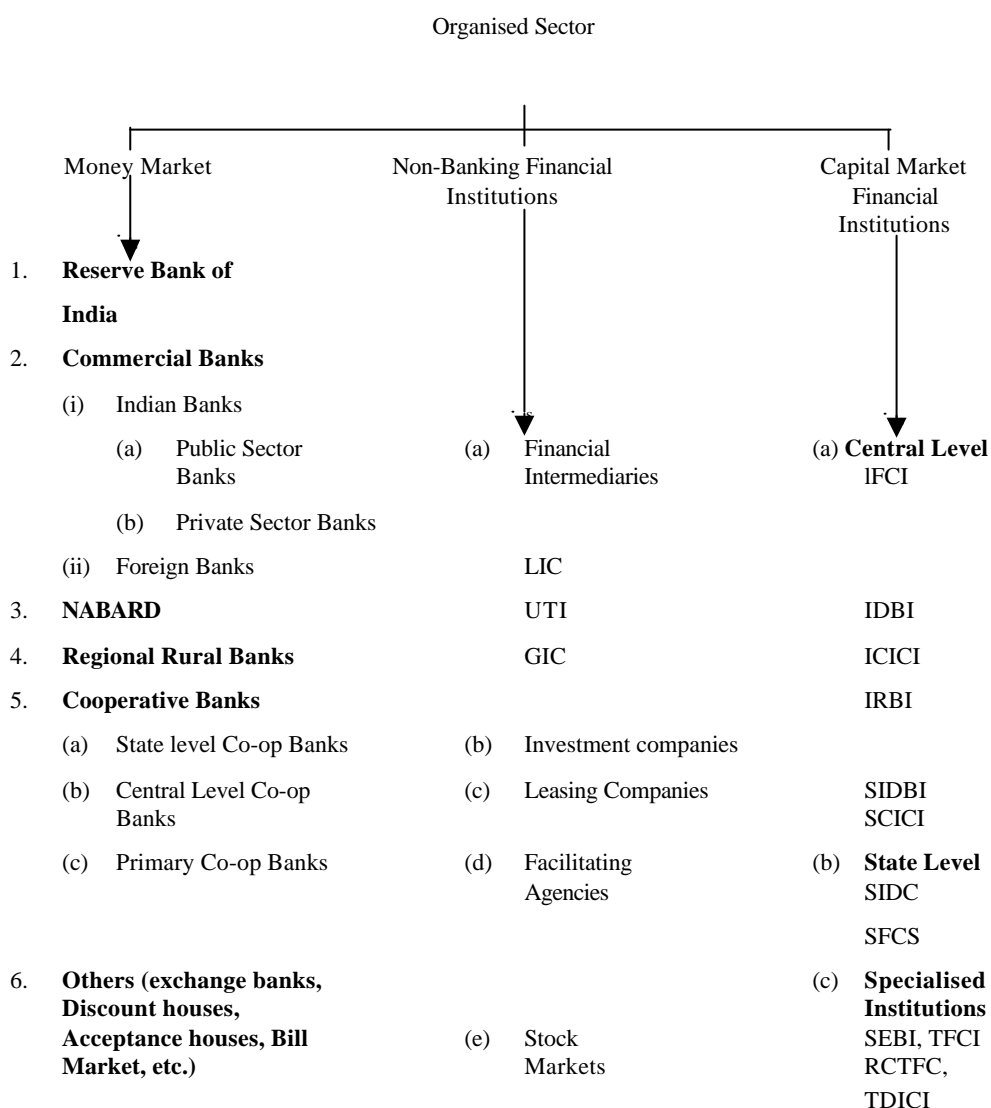 Organised Sector
Money Market
Non-Banking Financial
Institutions
Capital Market
Financial
Institutions
1. Reserve Bank of
India
2. Commercial Banks
(i) Indian Banks
(a) Public Sector
Banks
(b) Private Sector Banks
(ii) Foreign Banks
3. NABARD
4. Regional Rural Banks
5. Cooperative Banks
(a) State level Co-op Banks
(b) Central Level Co-op
Banks
(c) Primary Co-op Banks
6. Others (exchange banks,
Discount houses,
Acceptance houses, Bill
Market, etc.)
(a) Financial
Intermediaries
LIC
UTI
GIC
(b) Investment companies
(c) Leasing Companies
(d) Facilitating
Agencies
(e) Stock
Markets
(a) Central Level
lFCI
IDBI
ICICI
IRBI
SIDBI
SCICI
(b) State Level
SIDC
SFCS
(c) Specialised
Institutions
SEBI, TFCI
RCTFC,
TDICI